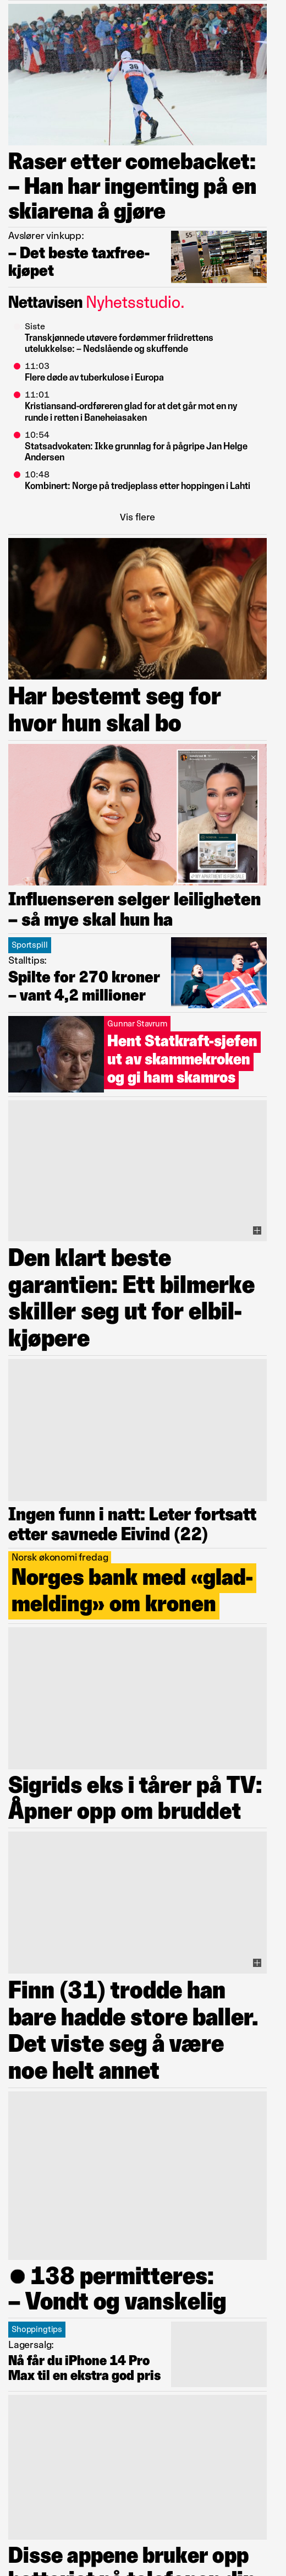 36
Raser etter comebacket:
– Han har ingenting på en
skiarena å gjøre
Avslører vinkupp:
– Det beste taxfree-
kjøpet
55
Nettavisen Nyhetsstudio.
Siste
Transkjønnede utøvere fordømmer friidrettens
utelukkelse: – Nedslående og skuffende
11:03
Flere døde av tuberkulose i Europa
11:01
Kristiansand-ordføreren glad for at det går mot en ny
runde i retten i Baneheiasaken
10:54
Statsadvokaten: Ikke grunnlag for å pågripe Jan Helge
Andersen
10:48
Kombinert: Norge på tredjeplass etter hoppingen i Lahti
Vis flere
Har bestemt seg for
hvor hun skal bo
Influenseren selger leiligheten
– så mye skal hun ha
Sportsspill
Stalltips:
Spilte for 270 kroner
– vant 4,2 millioner
Gunnar Stavrum
Hent Statkraft-sjefen
ut av skammekroken
og gi ham skamros
Den klart beste
garantien: Ett bilmerke
skiller seg ut for elbil-
kjøpere
Ingen funn i natt: Leter fortsatt
etter savnede Eivind (22)
Norsk økonomi fredag
Norges bank med «glad-
melding» om kronen
Sigrids eks i tårer på TV:
Åpner opp om bruddet
Finn (31) trodde han
bare hadde store baller.
Det viste seg å være
noe helt annet
● 138 permitteres:
– Vondt og vanskelig
Shoppingtips
Lagersalg:
Nå får du iPhone 14 Pro
Max til en ekstra god pris
Disse appene bruker opp
batteriet på telefonen din